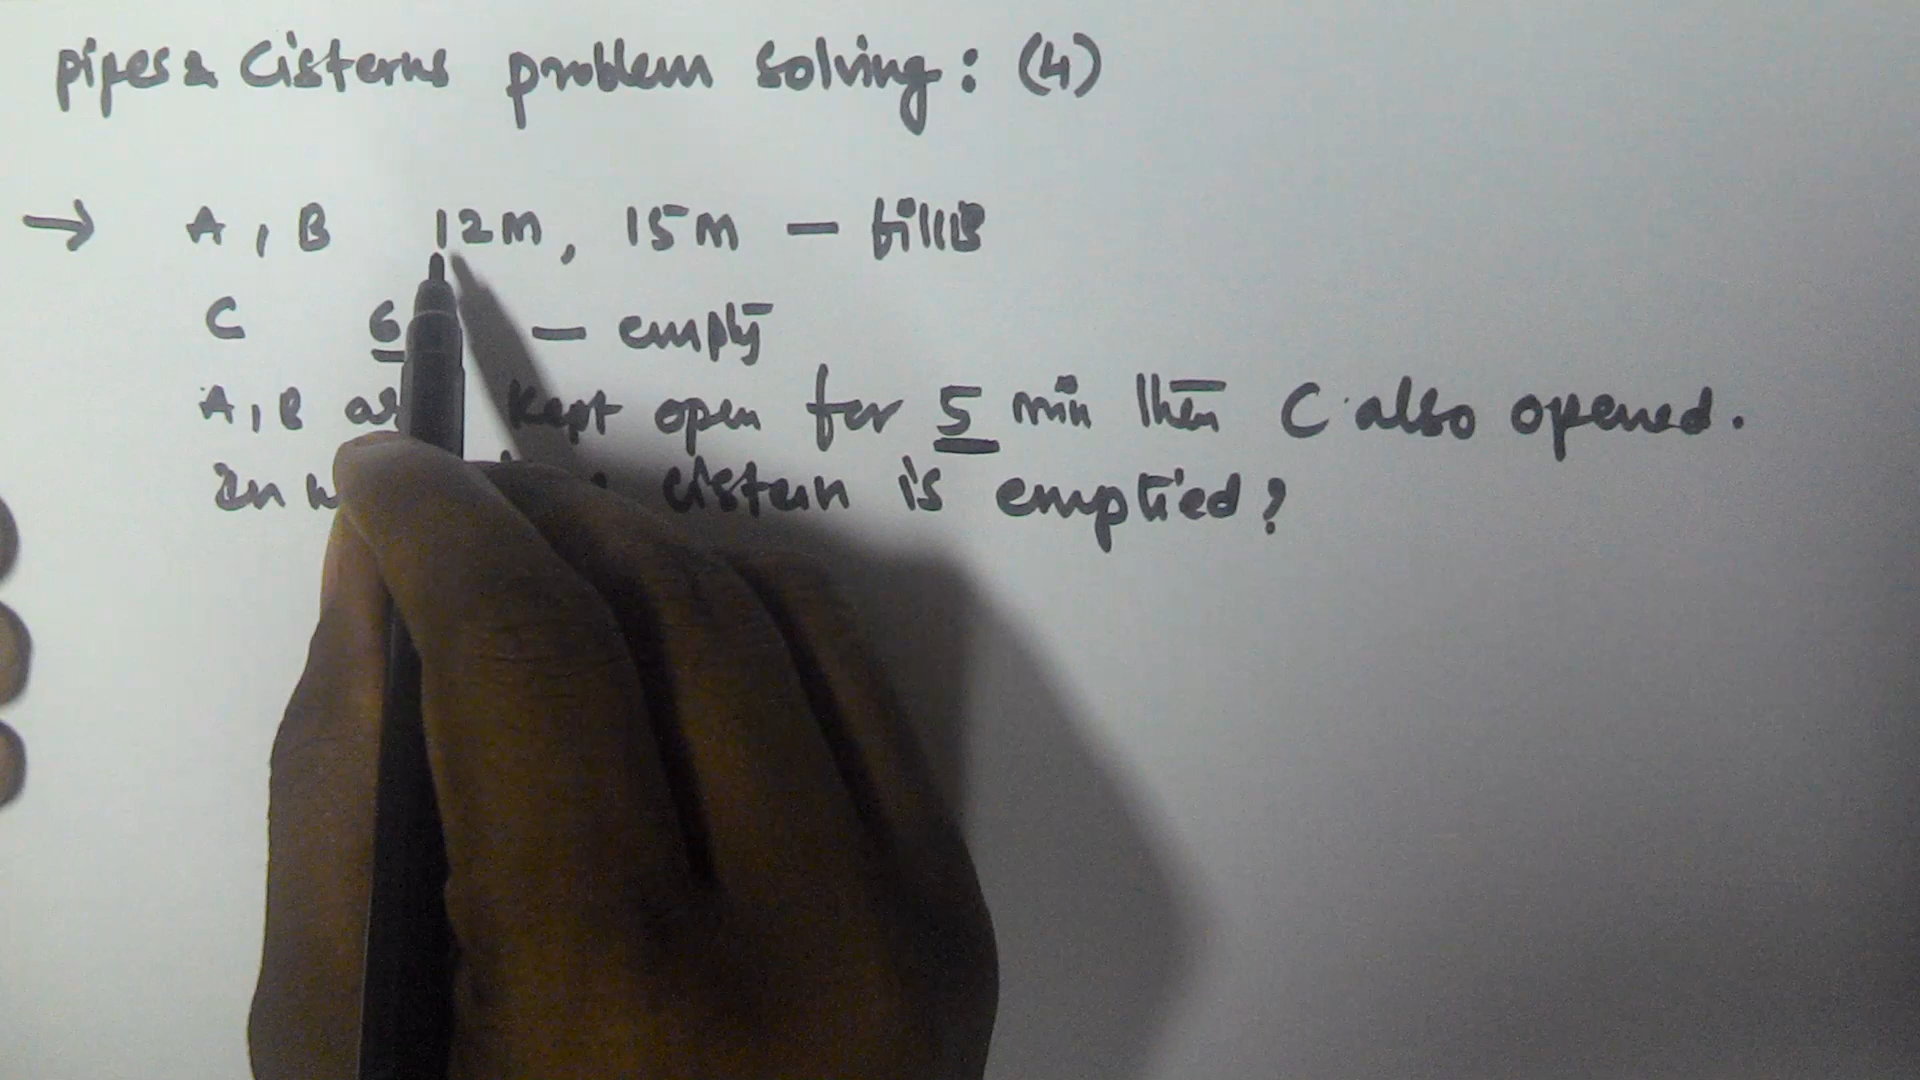 pipes & Cisterns problem solving: (4)
→ A, B 12m, 15m – fills
C 6 – empty
A, B kept open for 5 min then C also opened.
In cistern is emptied?